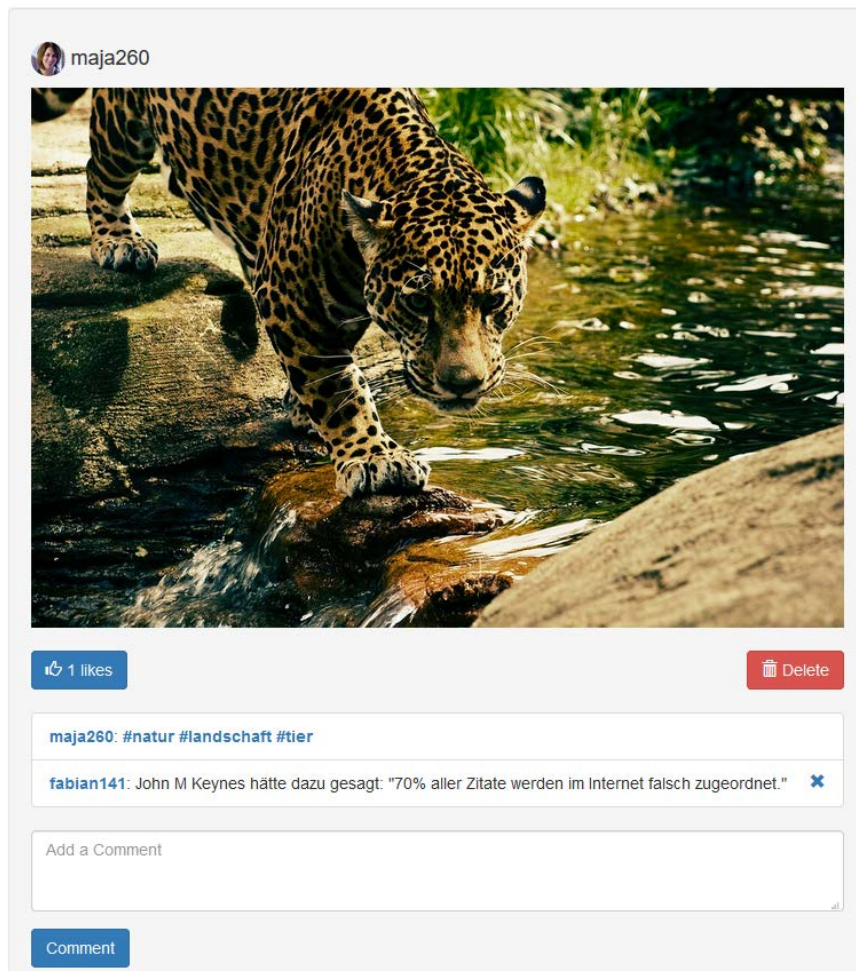 maja260
1 likes
Delete
maja260: #natur #landschaft #tier
fabian141: John M Keynes hätte dazu gesagt: "70% aller Zitate werden im Internet falsch zugeordnet."
Add a Comment
Comment